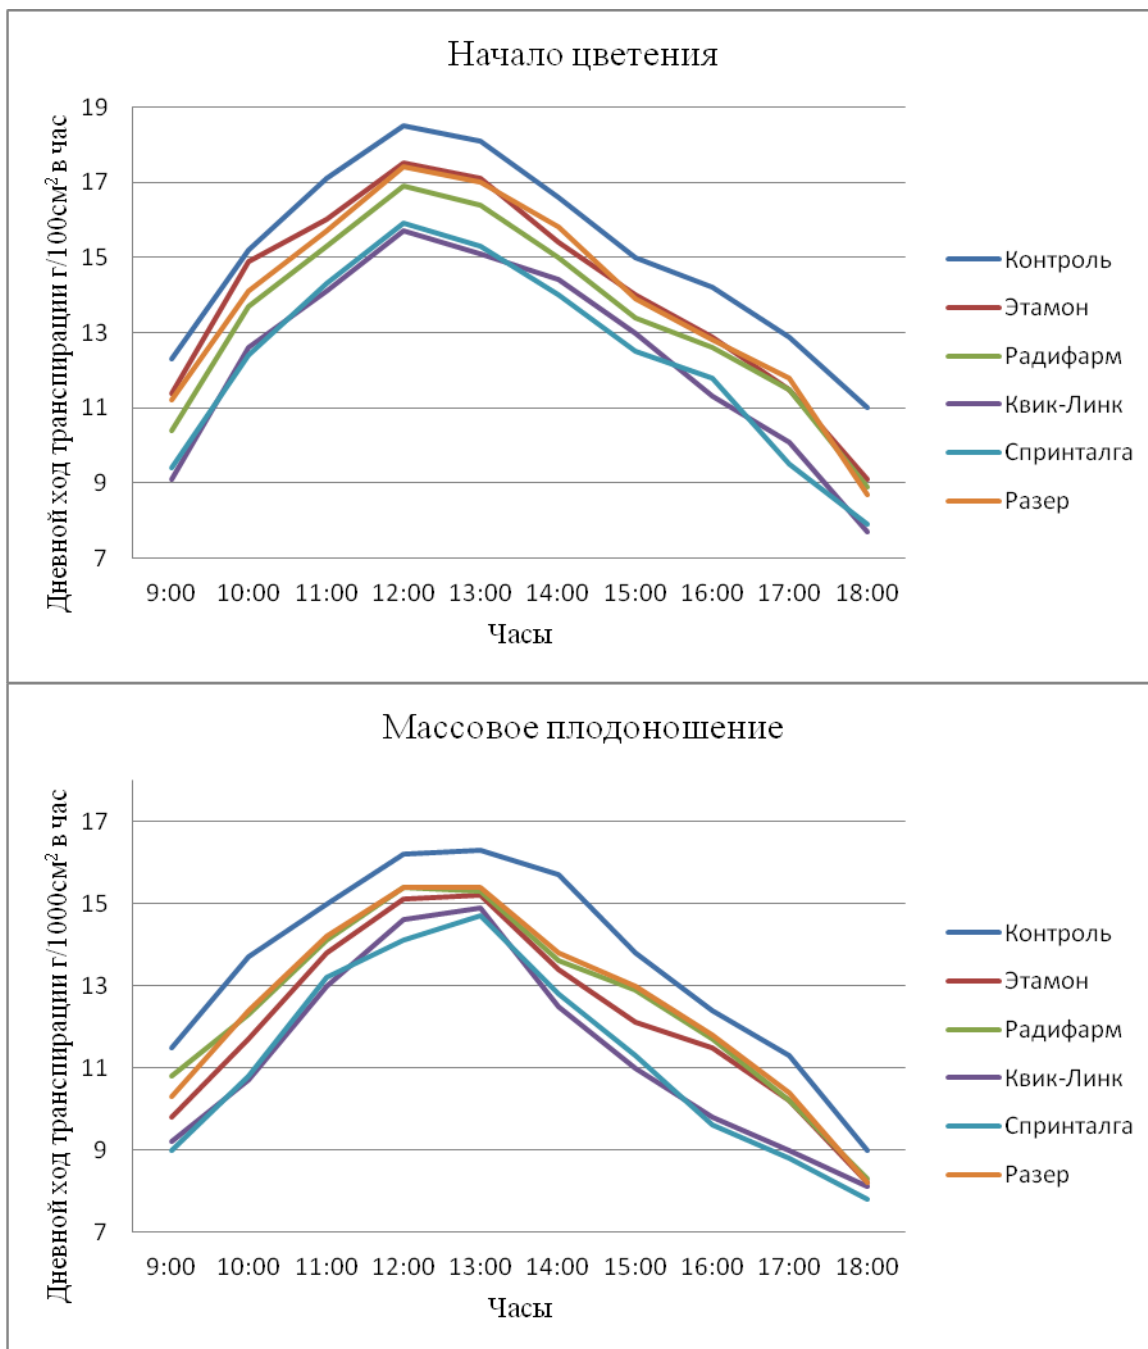 Начало цветения
Дневной ход транспирации г/100см² в час
19
17
15
13
11
9
7
9:00 10:00 11:00 12:00 13:00 14:00 15:00 16:00 17:00 18:00
Часы
Контроль
Этамон
Радифарм
Квик-Линк
Спринталга
Разер
Массовое плодоношение
Дневной ход транспирации г/1000см² в час
17
15
13
11
9
7
9:00 10:00 11:00 12:00 13:00 14:00 15:00 16:00 17:00 18:00
Часы
Контроль
Этамон
Радифарм
Квик-Линк
Спринталга
Разер